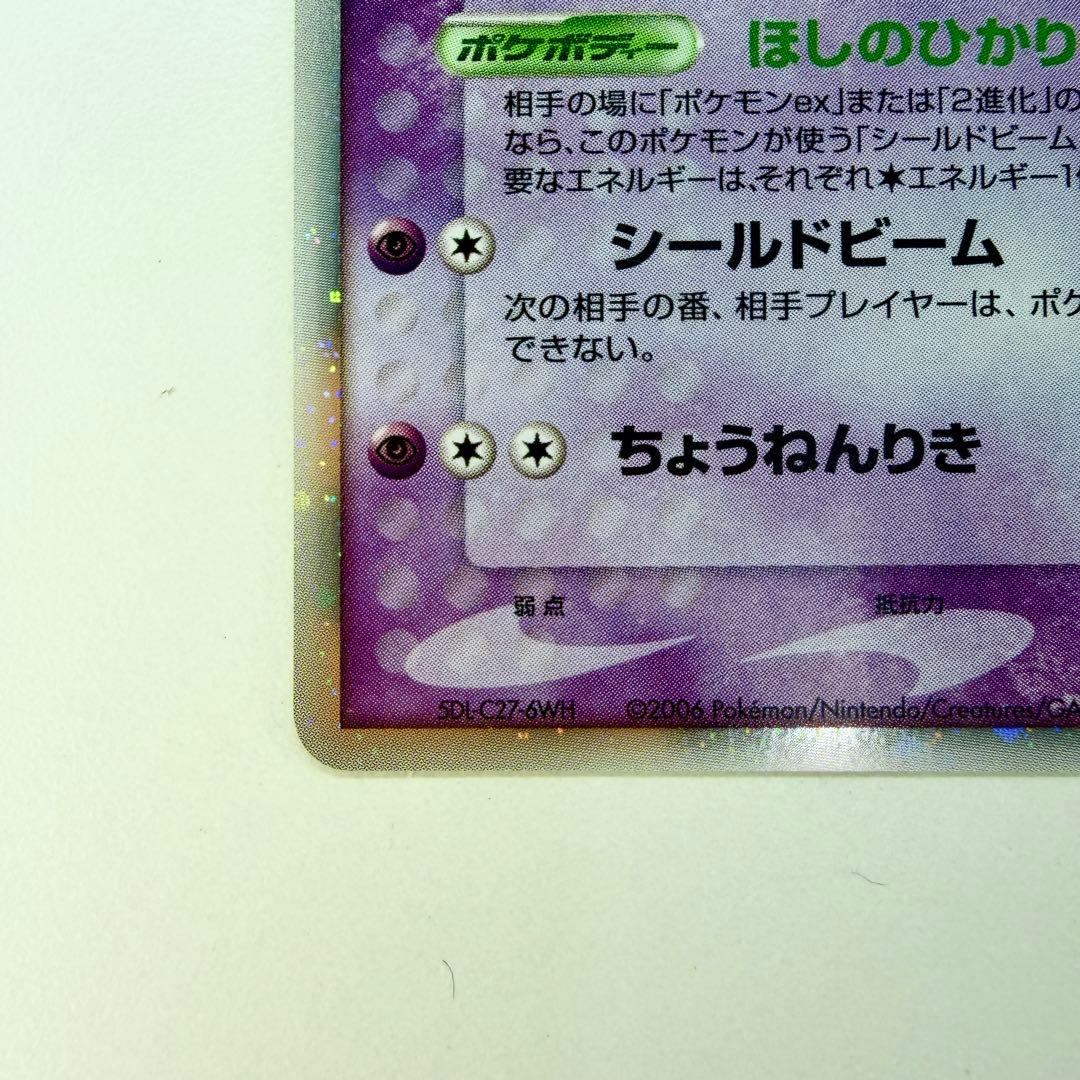 ポケボディー ほしのひかり
相手の場に「ポケモンex」または「2進化」の
なら、このポケモンが使う「シールドビーム
要なエネルギーは、それぞれ★エネルギー1
シールドビーム
次の相手の番、相手プレイヤーは、ポケ
できない。
ちょうねんりき
弱点 抵抗力
5DL C27-6WH ©2006 Pokémon/Nintendo/Creatures/GA